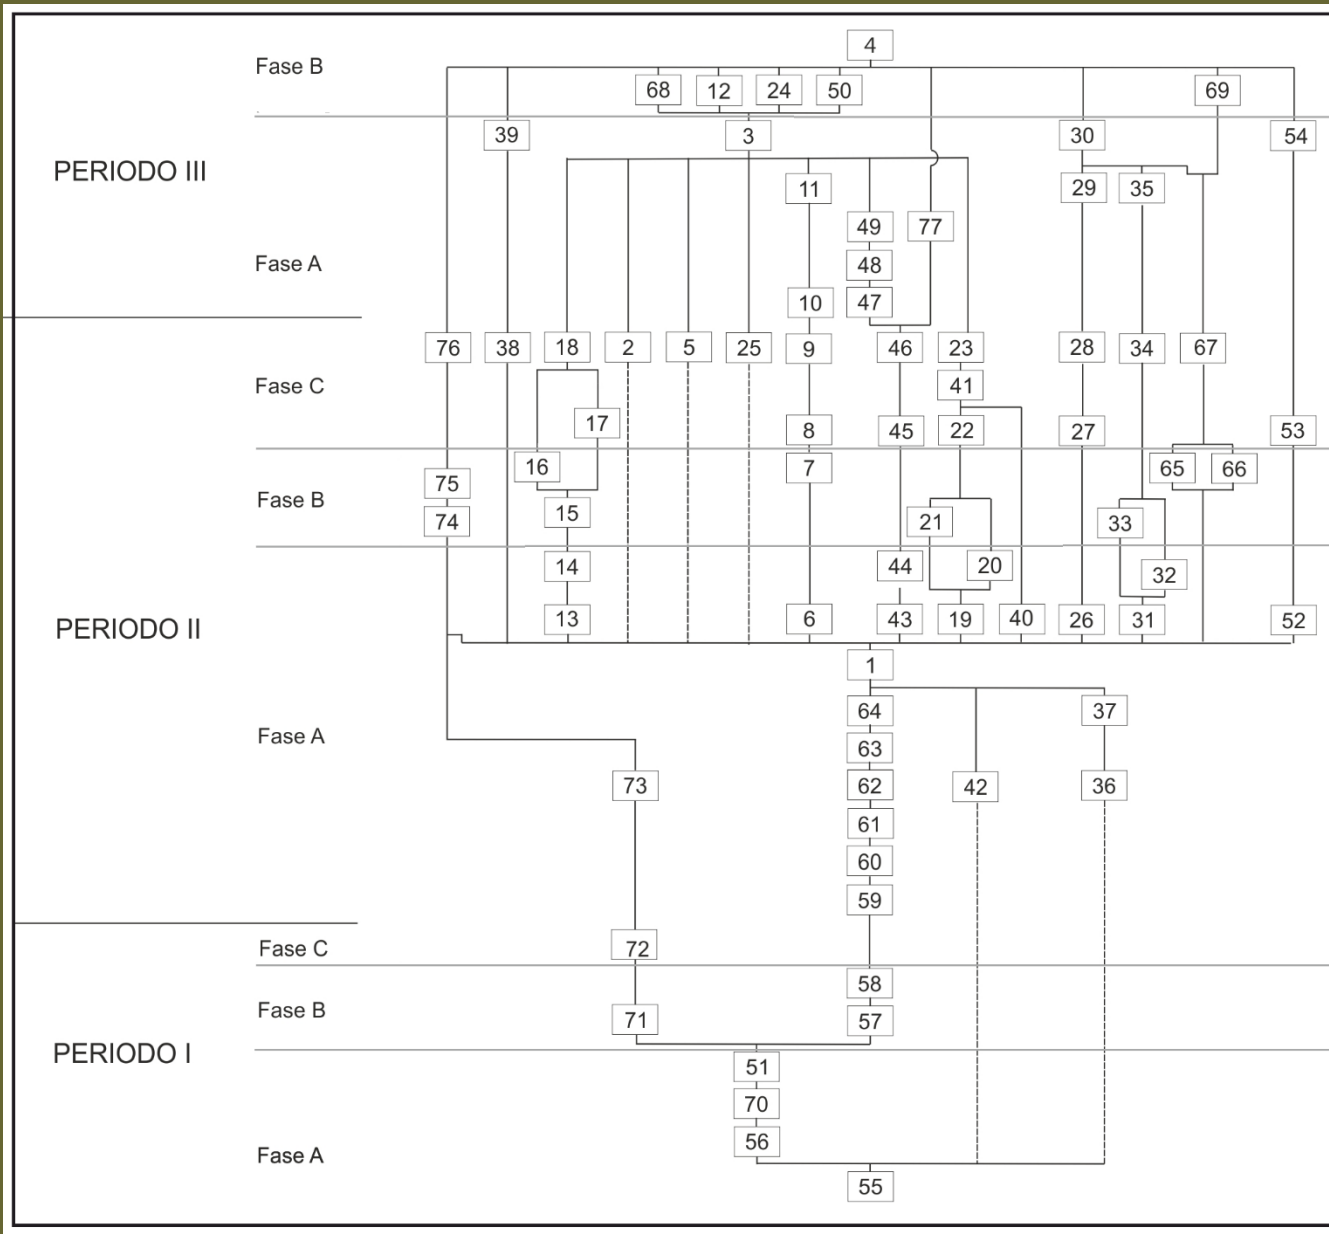 4
Fase B
68 12 24 50 69
39 3 30 54
PERIODO III
11 29 35
49 77
Fase A
48
10 47
76 38 18 2 5 25 9 46 23 28 34 67
Fase C
41
17
8 45 22 27 53
16 7 65 66
75
Fase B
15
74 21 33
14 44 20 32
13 6 43 19 40 26 31 52
PERIODO II
1
64 37
Fase A
63
73 62 42 36
61
60
59
72
Fase C
58
Fase B
71 57
PERIODO I
51
70
56
Fase A
55